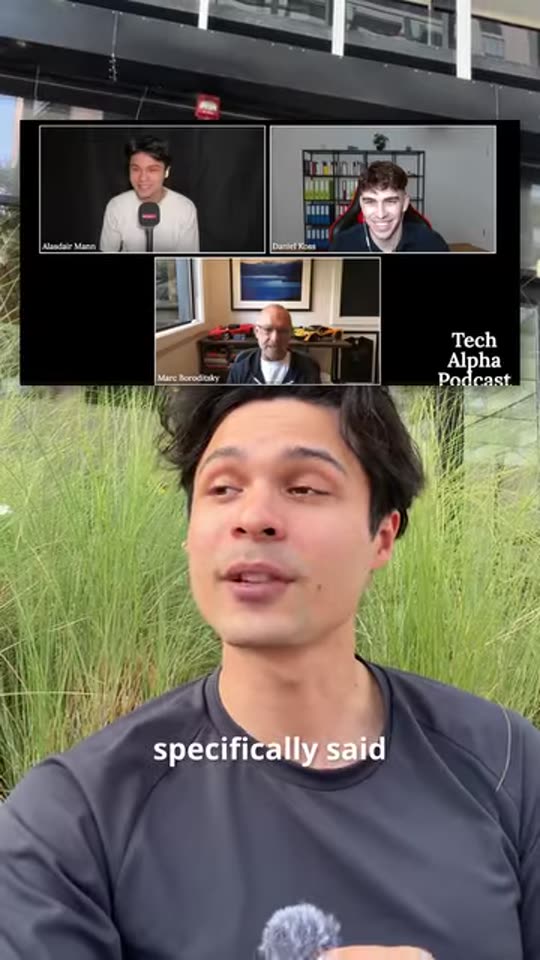 Alasdair Mann
Daniel Koss
Marc Boroditsky
Tech
Alpha
Podcast
specifically said